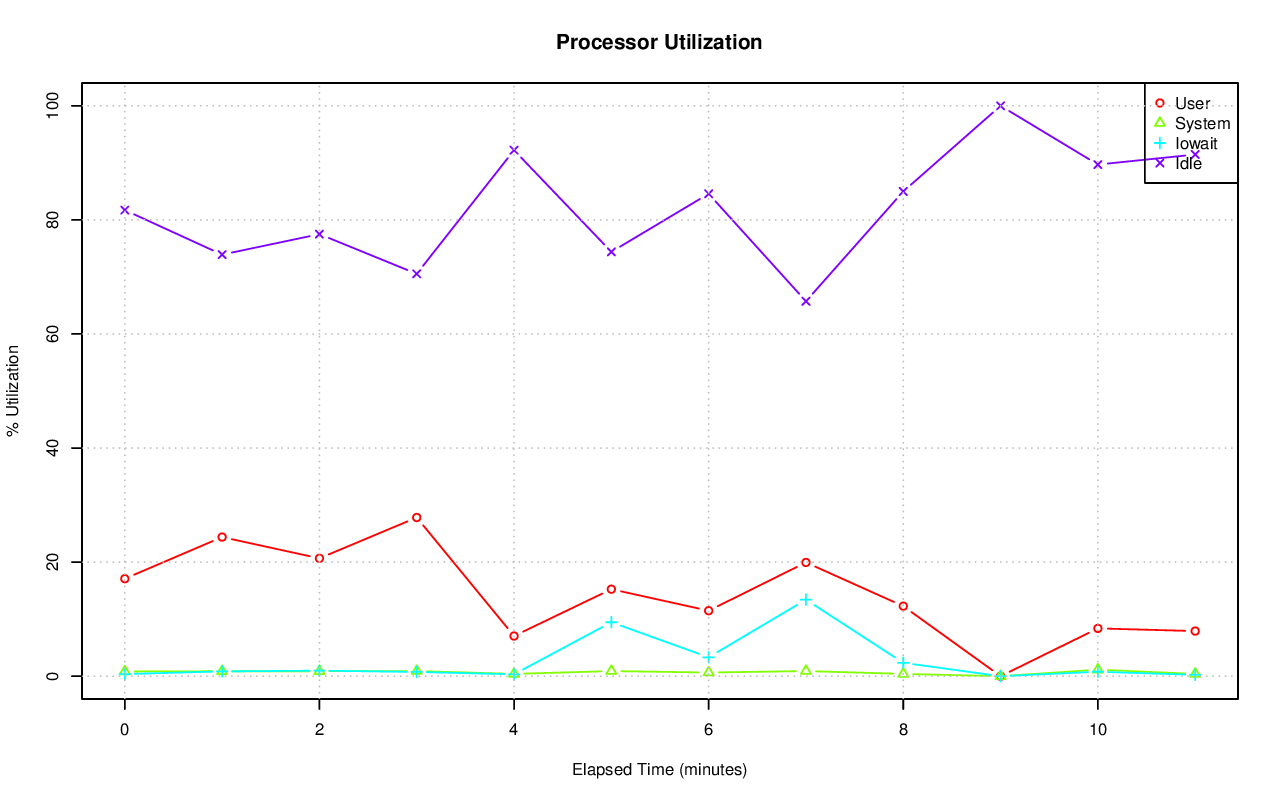 Processor Utilization
100
80
60
40
20
0
% Utilization
User
System
Iowait
Idle
0 2 4 6 8 10
Elapsed Time (minutes)